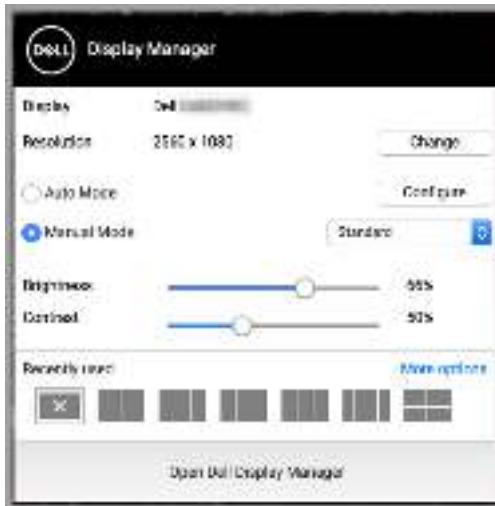 DELL Display Manager
Display Dell
Resolution 2560 x 1080 Change
Auto Mode Configure
Manual Mode Standard
Brightness 66%
Contrast 50%
Recently used More options
Open Dell Display Manager